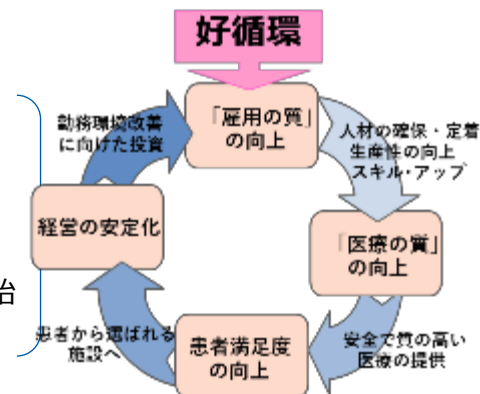 好循環
「雇用の質」
の向上
人材の確保・定着
生産性の向上
スキル・アップ
「医療の質」
の向上
安全で質の高い
医療の提供
患者満足度
の向上
患者から選ばれる
施設へ
経営の安定化
勤務環境改善
に向けた投資
治